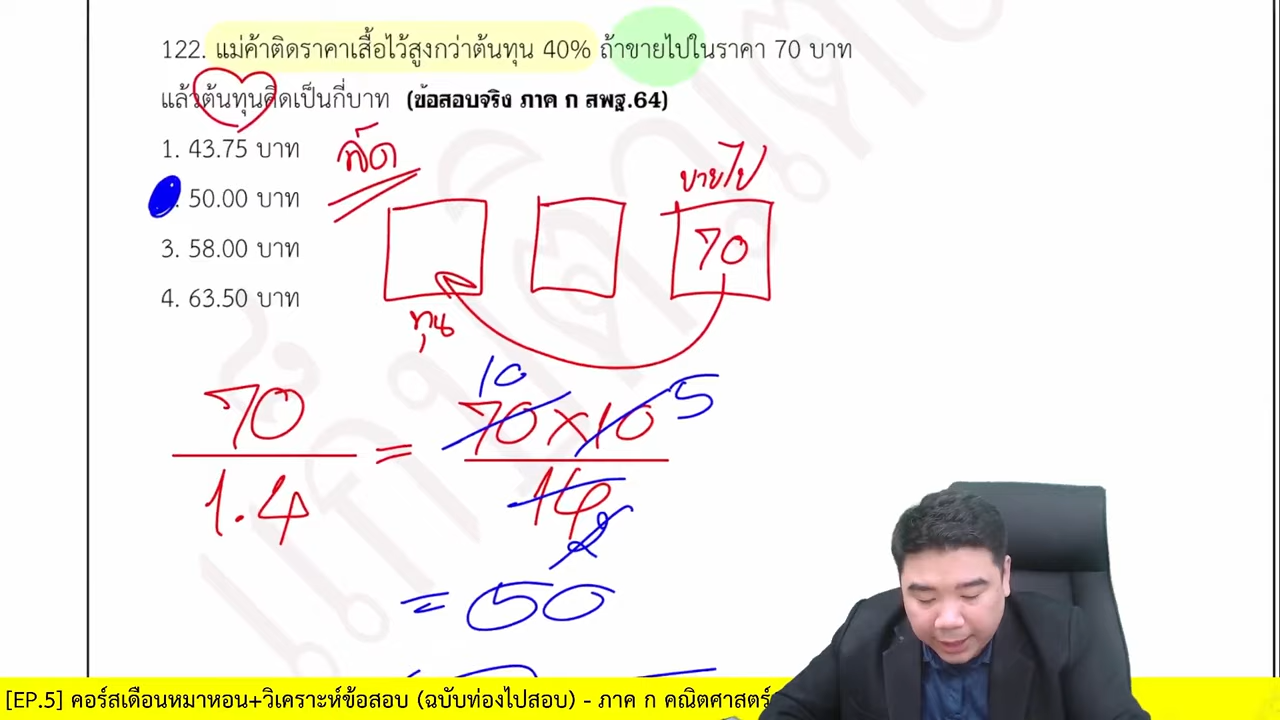 122. แม่ค้าติดราคาเสื้อไว้สูงกว่าต้นทุน 40% ถ้าขายไปในราคา 70 บาท
แล้วต้นทุนคิดเป็นกี่บาท (ข้อสอบจริง ภาค ก สพฐ.64)
1. 43.75 บาท
. 50.00 บาท
3. 58.00 บาท
4. 63.50 บาท
ขายไป
70
ทุน
10
70 = 70x10 5
1.4 14
2
= 50
[EP.5] คอร์สเดือนหมาหอน+วิเคราะห์ข้อสอบ (ฉบับท่องไปสอบ) - ภาค ก คณิตศาสตร์